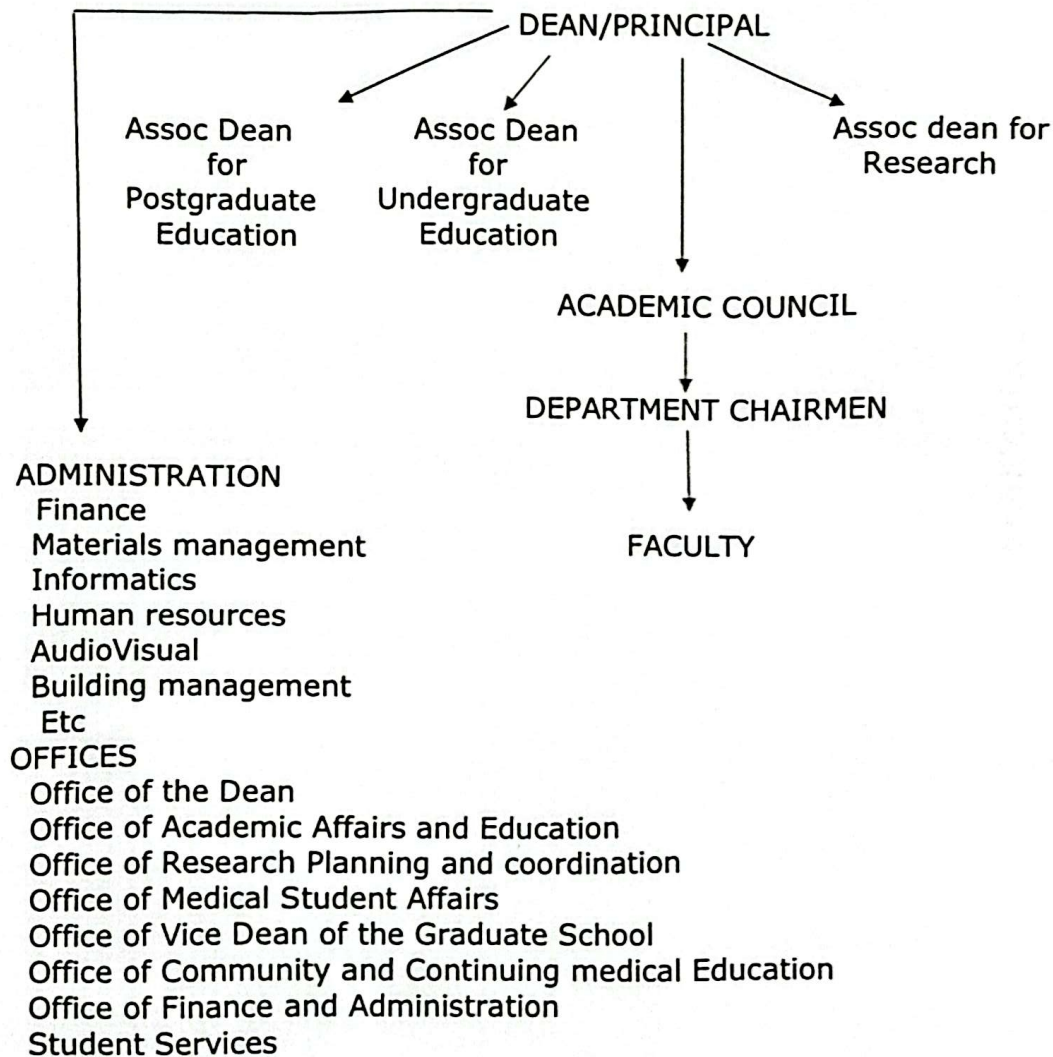 DEAN/PRINCIPAL
Assoc Dean
for
Postgraduate
Education
Assoc Dean
for
Undergraduate
Education
Assoc dean for
Research
ACADEMIC COUNCIL
DEPARTMENT CHAIRMEN
FACULTY
ADMINISTRATION
Finance
Materials management
Informatics
Human resources
AudioVisual
Building management
Etc
OFFICES
Office of the Dean
Office of Academic Affairs and Education
Office of Research Planning and coordination
Office of Medical Student Affairs
Office of Vice Dean of the Graduate School
Office of Community and Continuing medical Education
Office of Finance and Administration
Student Services